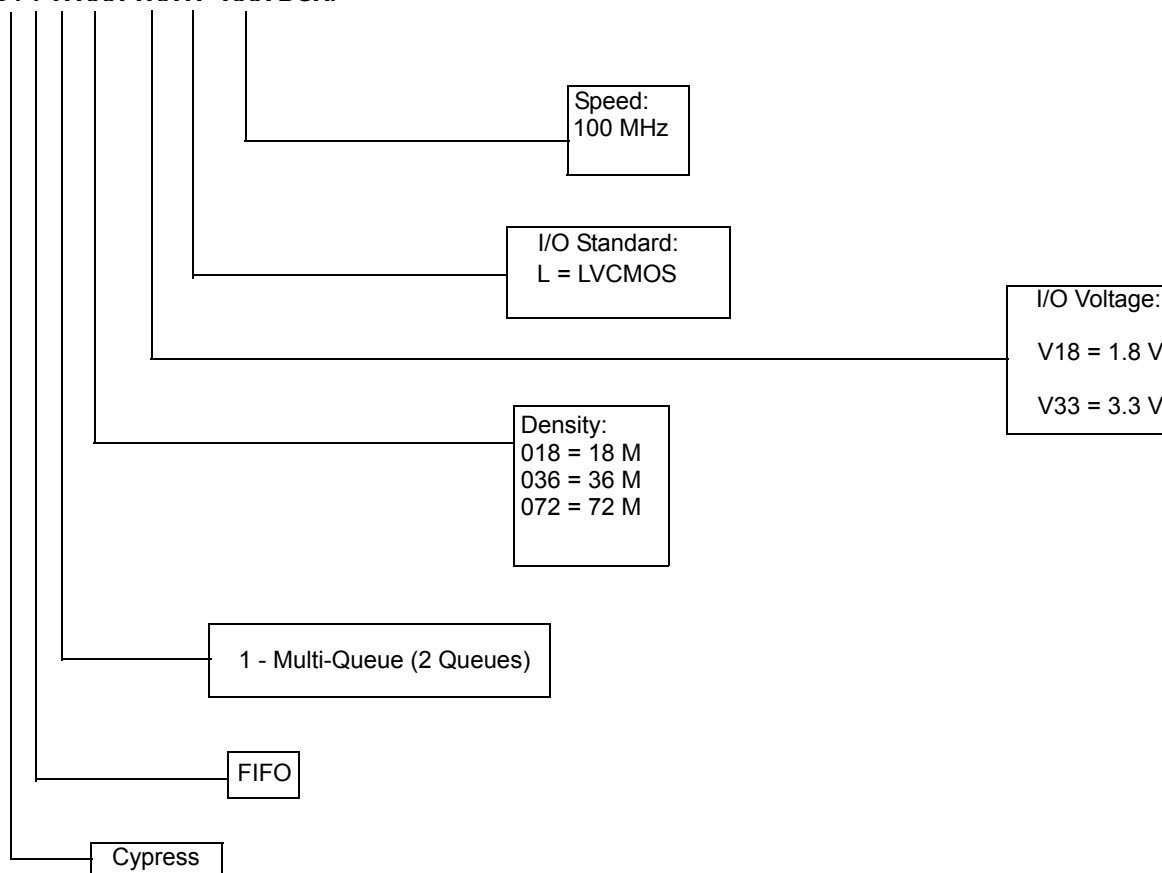 Speed:
100 MHz
I/O Standard:
L = LVCMOS
I/O Voltage:
V18 = 1.8 V
V33 = 3.3 V
Density:
018 = 18 M
036 = 36 M
072 = 72 M
1 - Multi-Queue (2 Queues)
FIFO
Cypress